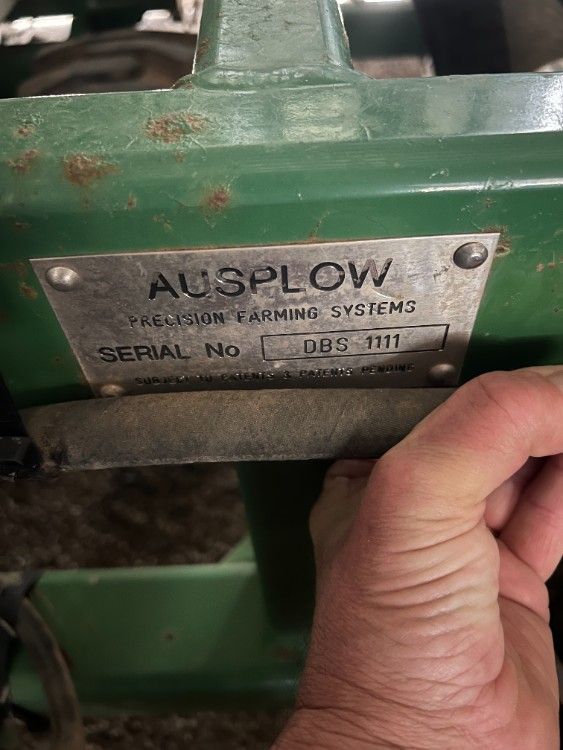 AUSPLOW
PRECISION FARMING SYSTEMS
SERIAL No DBS 1111
SUBJECT TO PATENTS & PATENTS PENDING